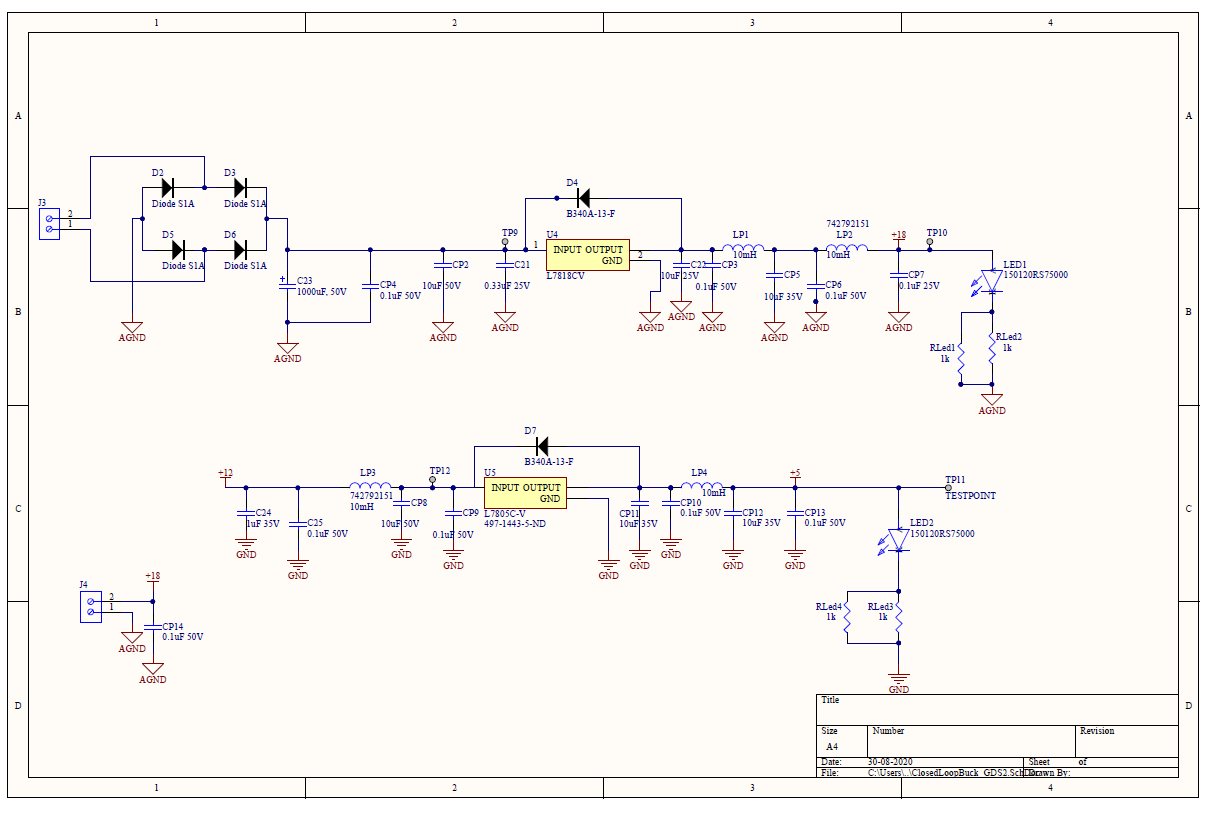 1 2 3 4
A A
B B
C C
D D
J3
2
1
D2
Diode S1A
D3
Diode S1A
D5
Diode S1A
D6
Diode S1A
AGND
+
C23
1000uF, 50V
AGND
CP4
0.1uF 50V
CP2
10uF 50V
AGND
TP9
C21
0.33uF 25V
AGND
D4
B340A-13-F
1
U4
INPUT OUTPUT
GND
L7818CV
2
AGND
C22
10uF 25V
AGND
CP3
0.1uF 50V
AGND
LP1
10mH
CP5
10uF 35V
AGND
742792151
LP2
10mH
CP6
0.1uF 50V
AGND
+18
TP10
CP7
0.1uF 25V
AGND
LED1
150120RS75000
RLed1
1k
RLed2
1k
AGND
+12
C24
1uF 35V
GND
C25
0.1uF 50V
GND
LP3
742792151
10mH
TP12
CP8
10uF 50V
GND
CP9
0.1uF 50V
GND
D7
B340A-13-F
U5
INPUT OUTPUT
GND
L7805C-V
497-1443-5-ND
GND
CP11
10uF 35V
GND
CP10
0.1uF 50V
GND
LP4
10mH
CP12
10uF 35V
GND
+5
CP13
0.1uF 50V
GND
TP11
TESTPOINT
LED2
150120RS75000
RLed4
1k
RLed3
1k
GND
J4
2
1
+18
AGND
CP14
0.1uF 50V
AGND
Title
Size
A4
Number
Revision
Date: 30-08-2020 Sheet of
File: C:\Users\..\ClosedLoopBuck_GDS2.SchDoc Drawn By:
1 2 3 4